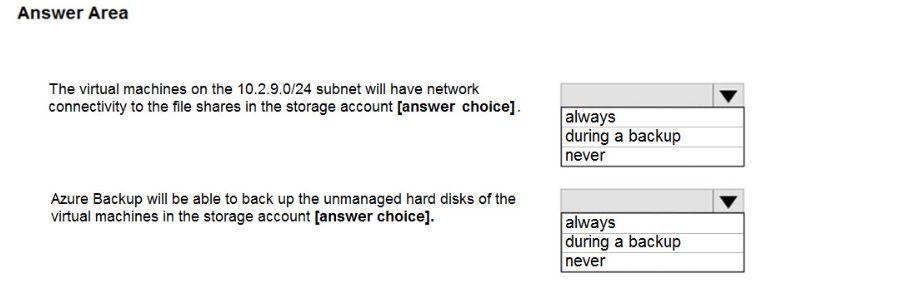 Answer Area
The virtual machines on the 10.2.9.0/24 subnet will have network
connectivity to the file shares in the storage account [answer choice].
always
during a backup
never
Azure Backup will be able to back up the unmanaged hard disks of the
virtual machines in the storage account [answer choice].
always
during a backup
never